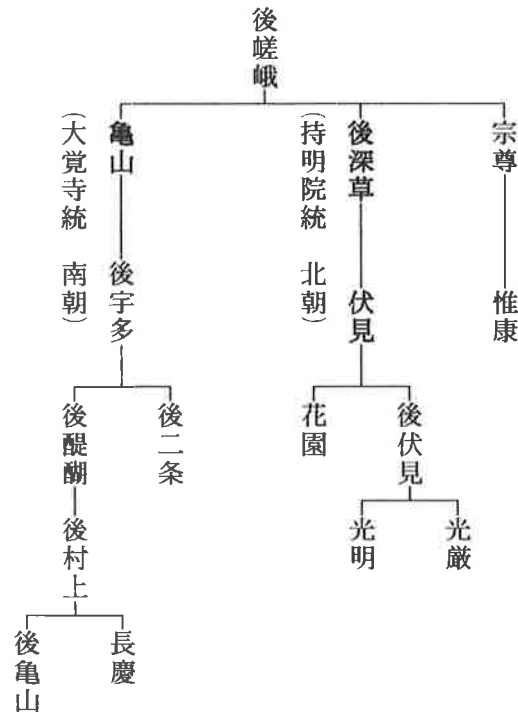 後嵯峨
宗尊
惟康
後深草
（持明院統　北朝）
伏見
後伏見
光厳
光明
花園
亀山
（大覚寺統　南朝）
後宇多
後二条
後醍醐
後村上
長慶
後亀山